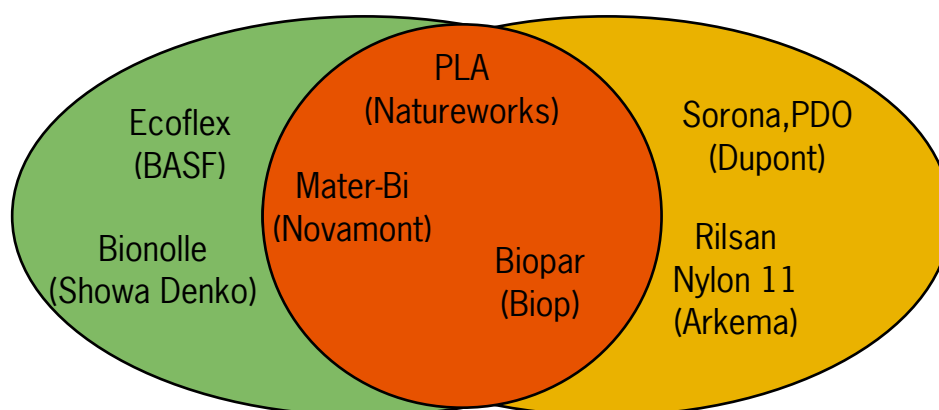 PLA
(Natureworks)
Ecoflex
(BASF)
Sorona,PDO
(Dupont)
Mater-Bi
(Novamont)
Bionolle
(Showa Denko)
Biopar
(Biop)
Rilsan
Nylon 11
(Arkema)